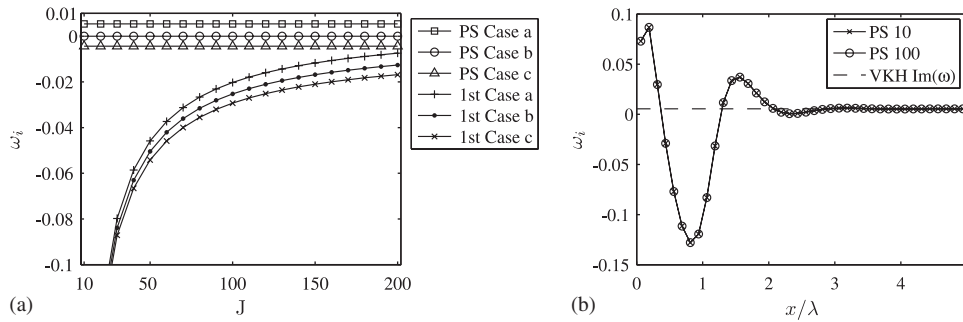 0.01
0
-0.02
-0.04
-0.06
-0.08
-0.1
ωi
10
50
100
150
200
J
(a)
PS Case a
PS Case b
PS Case c
1st Case a
1st Case b
1st Case c
0.1
0.05
0
-0.05
-0.1
-0.15
ωi
0
1
2
3
4
x/λ
(b)
PS 10
PS 100
VKH Im(ω)